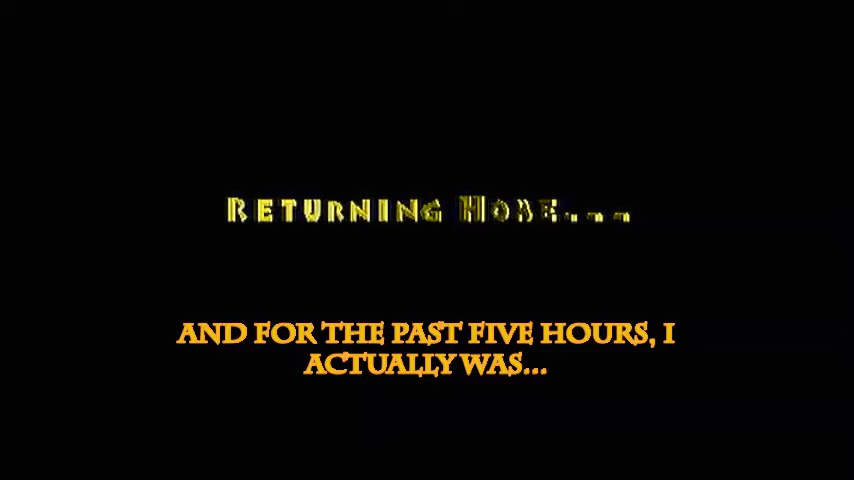 Returning Home...
AND FOR THE PAST FIVE HOURS, I
ACTUALLY WAS...